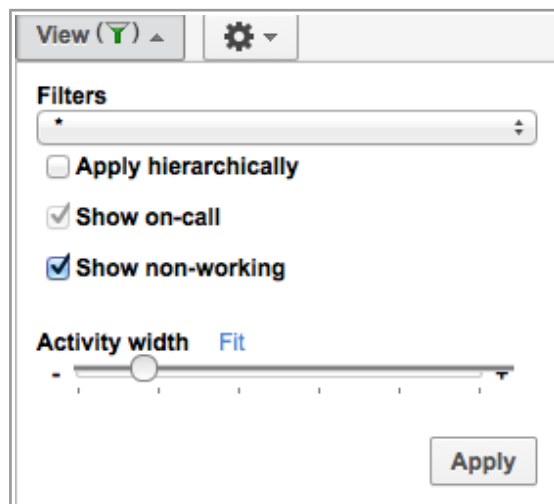 View ( )
Filters
*
Apply hierarchically
Show on-call
Show non-working
Activity width Fit
- +
Apply